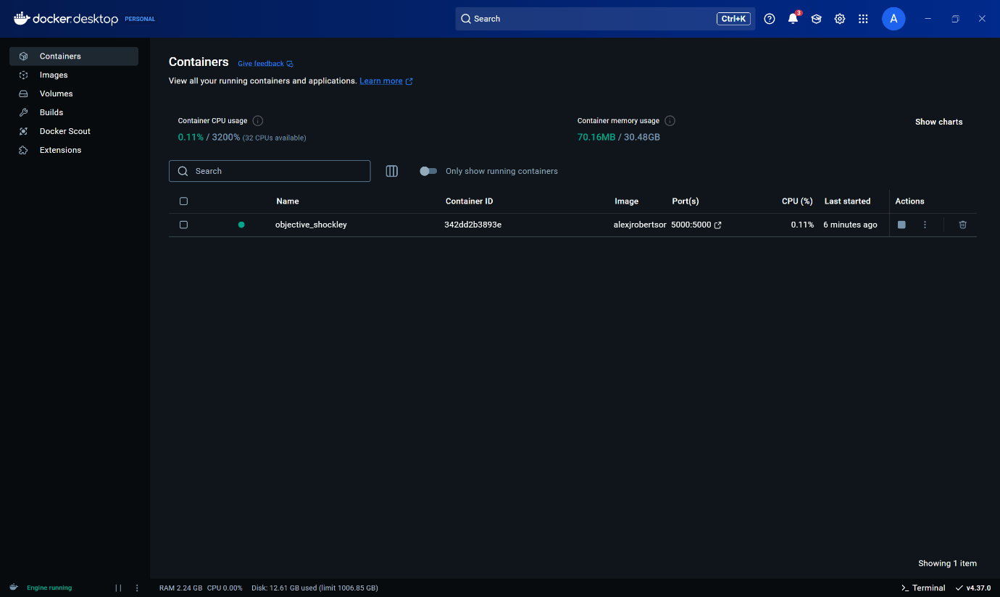 docker desktop PERSONAL
Search Ctrl+K 3 A
Containers
Images
Volumes
Builds
Docker Scout
Extensions
Containers Give feedback
View all your running containers and applications. Learn more
Container CPU usage
0.11% / 3200% (32 CPUs available)
Container memory usage
70.16MB / 30.48GB
Show charts
Search
Only show running containers
Name Container ID Image Port(s) CPU (%) Last started Actions
objective_shockley 342dd2b3893e alexjrobertsor 5000:5000 0.11% 6 minutes ago
Showing 1 item
Engine running
RAM 2.24 GB CPU 0.00% Disk: 12.61 GB used (limit 1006.85 GB)
Terminal v4.37.0